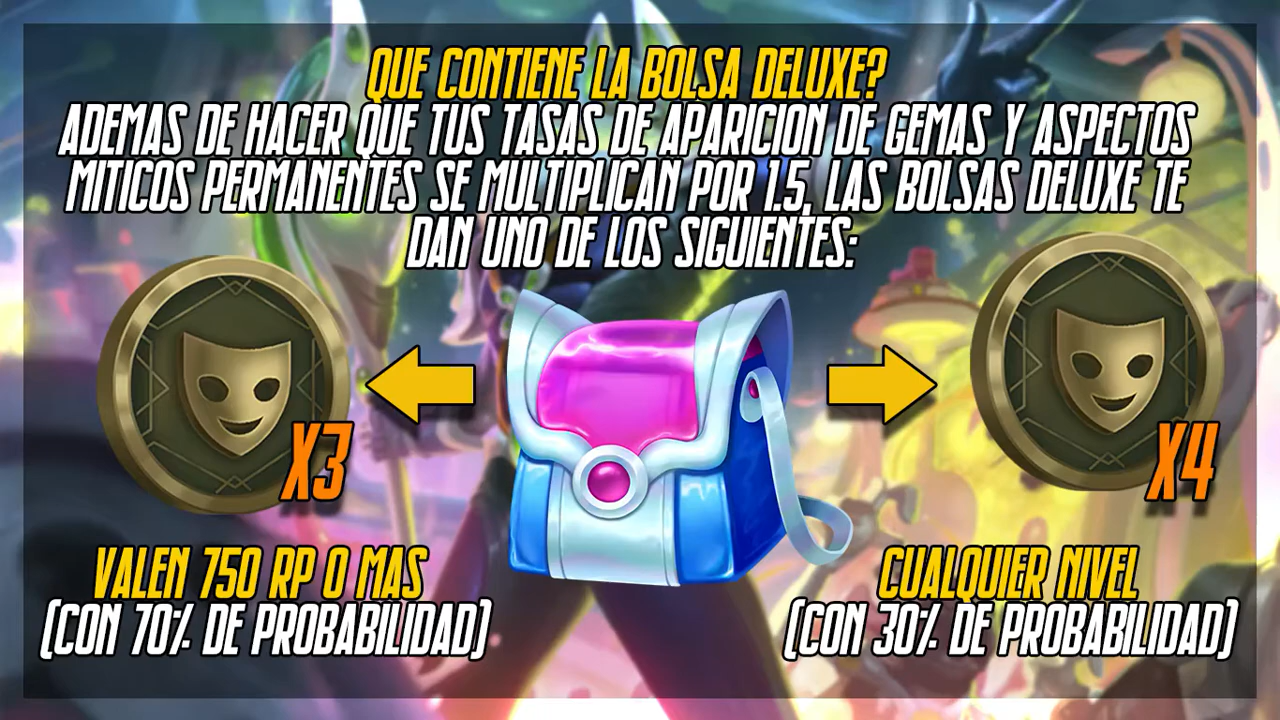 QUE CONTIENE LA BOLSA DELUXE?
ADEMAS DE HACER QUE TUS TASAS DE APARICION DE GEMAS Y ASPECTOS
MITICOS PERMANENTES SE MULTIPLICAN POR 1.5, LAS BOLSAS DELUXE TE
DAN UNO DE LOS SIGUIENTES:
X3
X4
VALEN 750 RP O MAS
(CON 70% DE PROBABILIDAD)
CUALQUIER NIVEL
(CON 30% DE PROBABILIDAD)